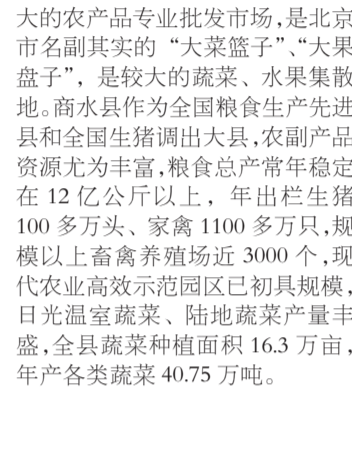 大的农产品专业批发市场,是北京
市名副其实的“大菜篮子”、“大果
盘子”，是较大的蔬菜、水果集散
地。商水县作为全国粮食生产先进
县和全国生猪调出大县,农副产品
资源尤为丰富,粮食总产常年稳定
在 12 亿公斤以上，年出栏生猪
100 多万头、家禽 1100 多万只,规
模以上畜禽养殖场近 3000 个,现
代农业高效示范园区已初具规模,
日光温室蔬菜、陆地蔬菜产量丰
盛,全县蔬菜种植面积 16.3 万亩,
年产各类蔬菜 40.75 万吨。